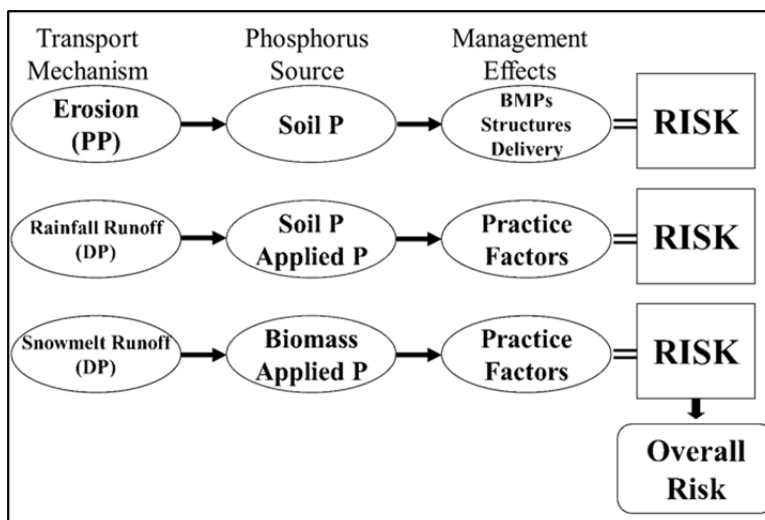 Transport
Mechanism
Phosphorus
Source
Management
Effects
Erosion
(PP)
Soil P
BMPs
Structures
Delivery
=
RISK
Rainfall Runoff
(DP)
Soil P
Applied P
Practice
Factors
=
RISK
Snowmelt Runoff
(DP)
Biomass
Applied P
Practice
Factors
=
RISK
Overall
Risk